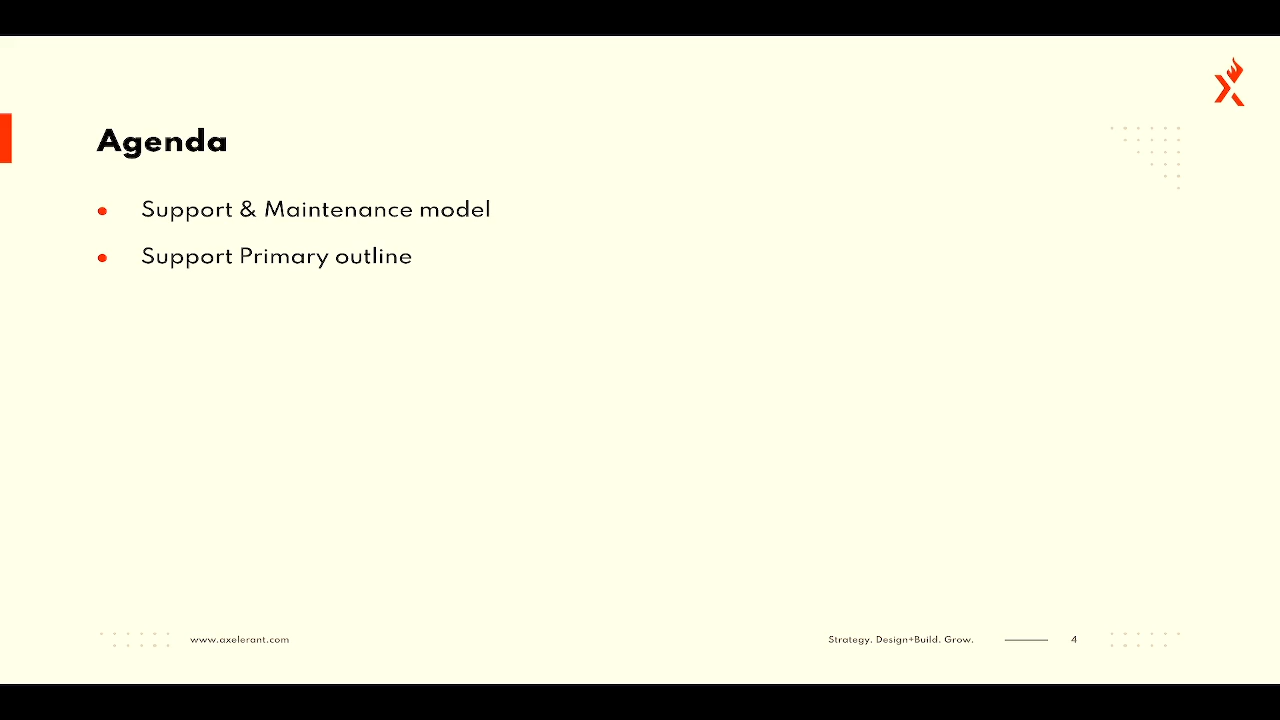 Agenda
Support & Maintenance model
Support Primary outline
www.axelerant.com
Strategy. Design+Build. Grow.
4